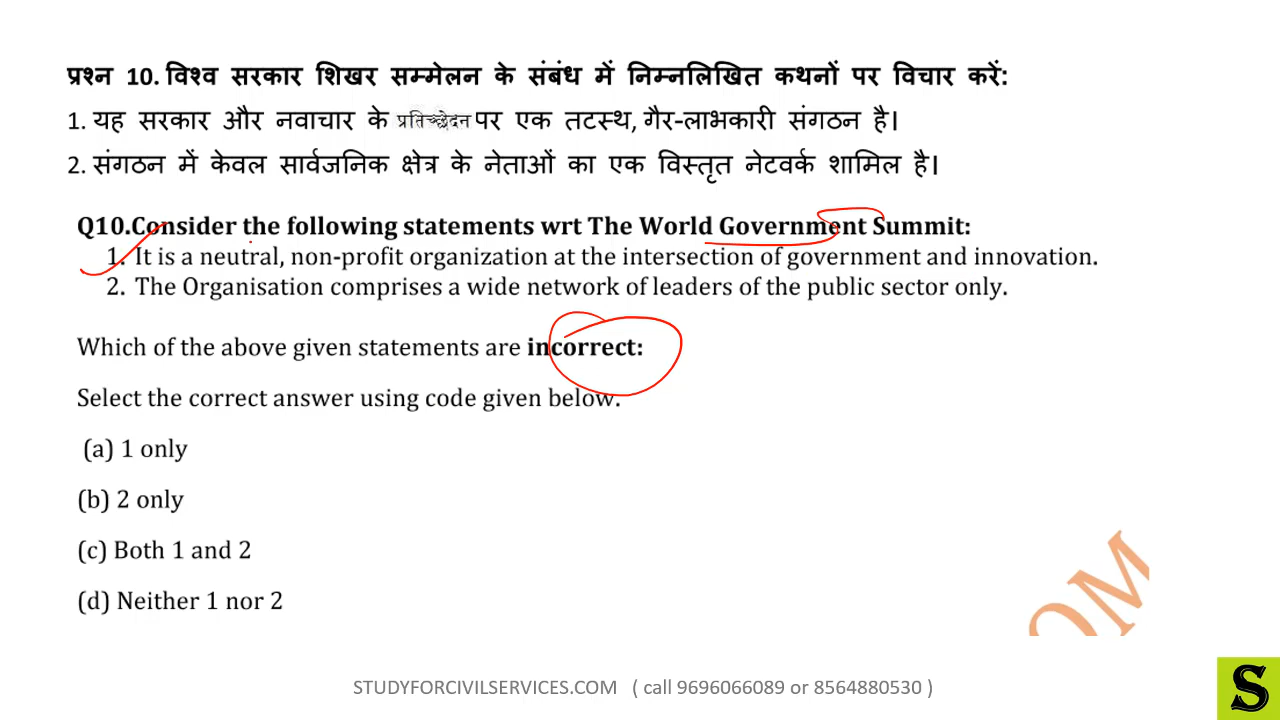 प्रश्न 10. विश्व सरकार शिखर सम्मेलन के संबंध में निम्नलिखित कथनों पर विचार करें:
1. यह सरकार और नवाचार के प्रतिच्छेदन पर एक तटस्थ, गैर-लाभकारी संगठन है।
2. संगठन में केवल सार्वजनिक क्षेत्र के नेताओं का एक विस्तृत नेटवर्क शामिल है।
Q10.Consider the following statements wrt The World Government Summit:
1. It is a neutral, non-profit organization at the intersection of government and innovation.
2. The Organisation comprises a wide network of leaders of the public sector only.
Which of the above given statements are incorrect:
Select the correct answer using code given below.
(a) 1 only
(b) 2 only
(c) Both 1 and 2
(d) Neither 1 nor 2
OM
STUDYFORCIVILSERVICES.COM ( call 9696066089 or 8564880530 )
S